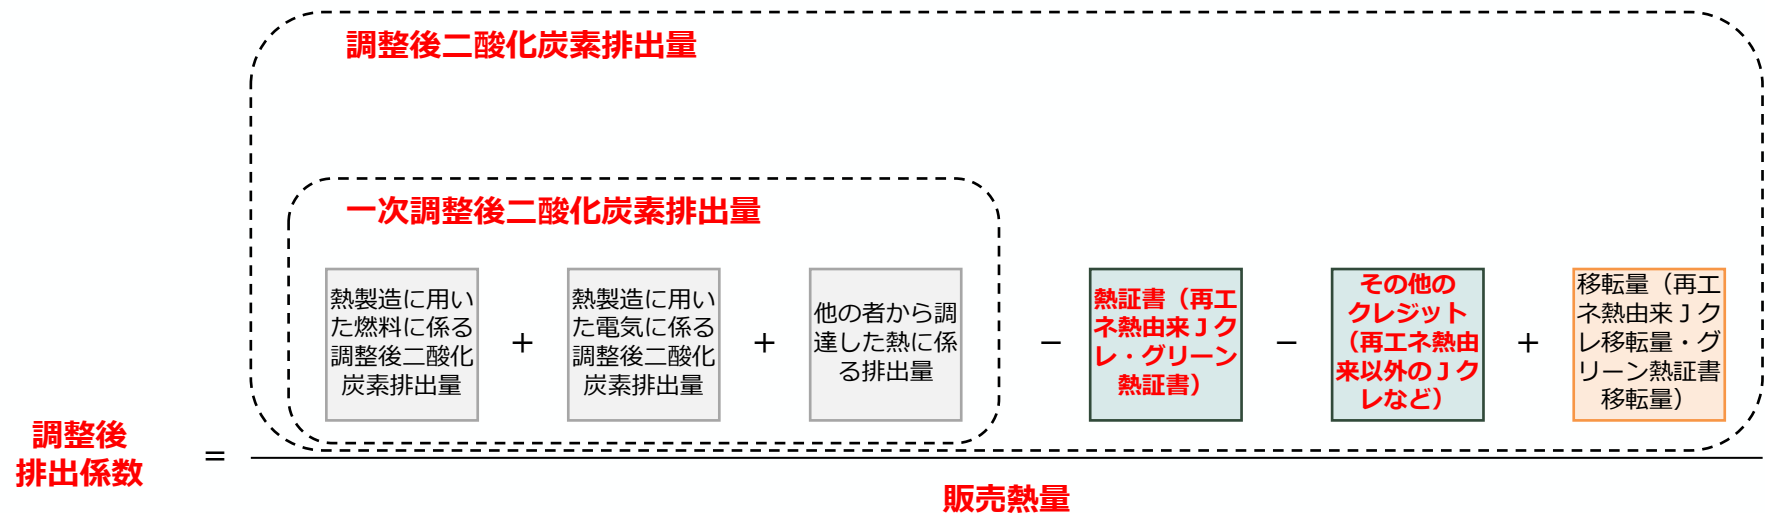 調整後二酸化炭素排出量
一次調整後二酸化炭素排出量
熱製造に用い
た燃料に係る
調整後二酸化
炭素排出量
＋
熱製造に用い
た電気に係る
調整後二酸化
炭素排出量
＋
他の者から調
達した熱に係
る排出量
－
熱証書（再エ
ネ熱由来Ｊク
レ・グリーン
熱証書）
－
その他の
クレジット
（再エネ熱由
来以外のＪク
レなど）
＋
移転量（再エ
ネ熱由来Ｊク
レ移転量・グ
リーン熱証書
移転量）
調整後
排出係数
＝
販売熱量